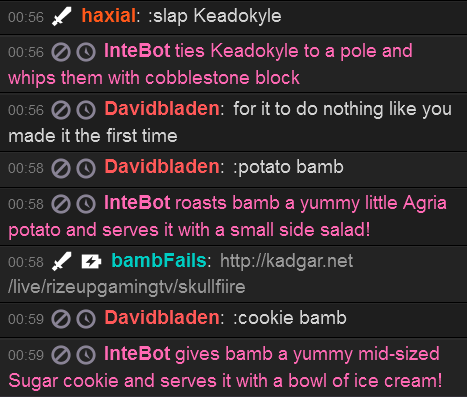 00:56 haxial: :slap Keadokyle
00:56 InteBot ties Keadokyle to a pole and
whips them with cobblestone block
00:56 Davidbladen: for it to do nothing like you
made it the first time
00:58 Davidbladen: :potato bamb
00:58 InteBot roasts bamb a yummy little Agria
potato and serves it with a small side salad!
00:58 bambFails: http://kadgar.net
/live/rizeupgamingtv/skullfiire
00:59 Davidbladen: :cookie bamb
00:59 InteBot gives bamb a yummy mid-sized
Sugar cookie and serves it with a bowl of ice cream!